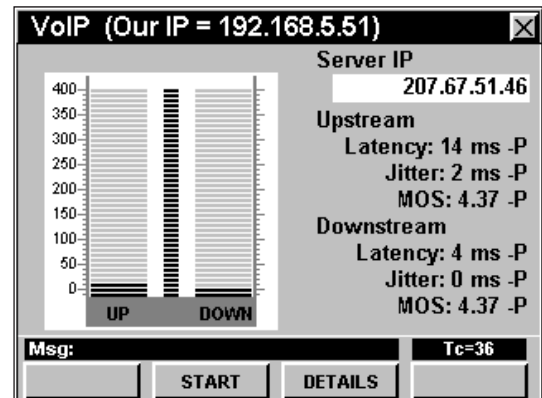 VoIP (Our IP = 192.168.5.51)
Server IP
207.67.51.46
400
350
300
250
200
150
100
50
0
UP
DOWN
Upstream
Latency: 14 ms -P
Jitter: 2 ms -P
MOS: 4.37 -P
Downstream
Latency: 4 ms -P
Jitter: 0 ms -P
MOS: 4.37 -P
Msg:
Tc=36
START
DETAILS